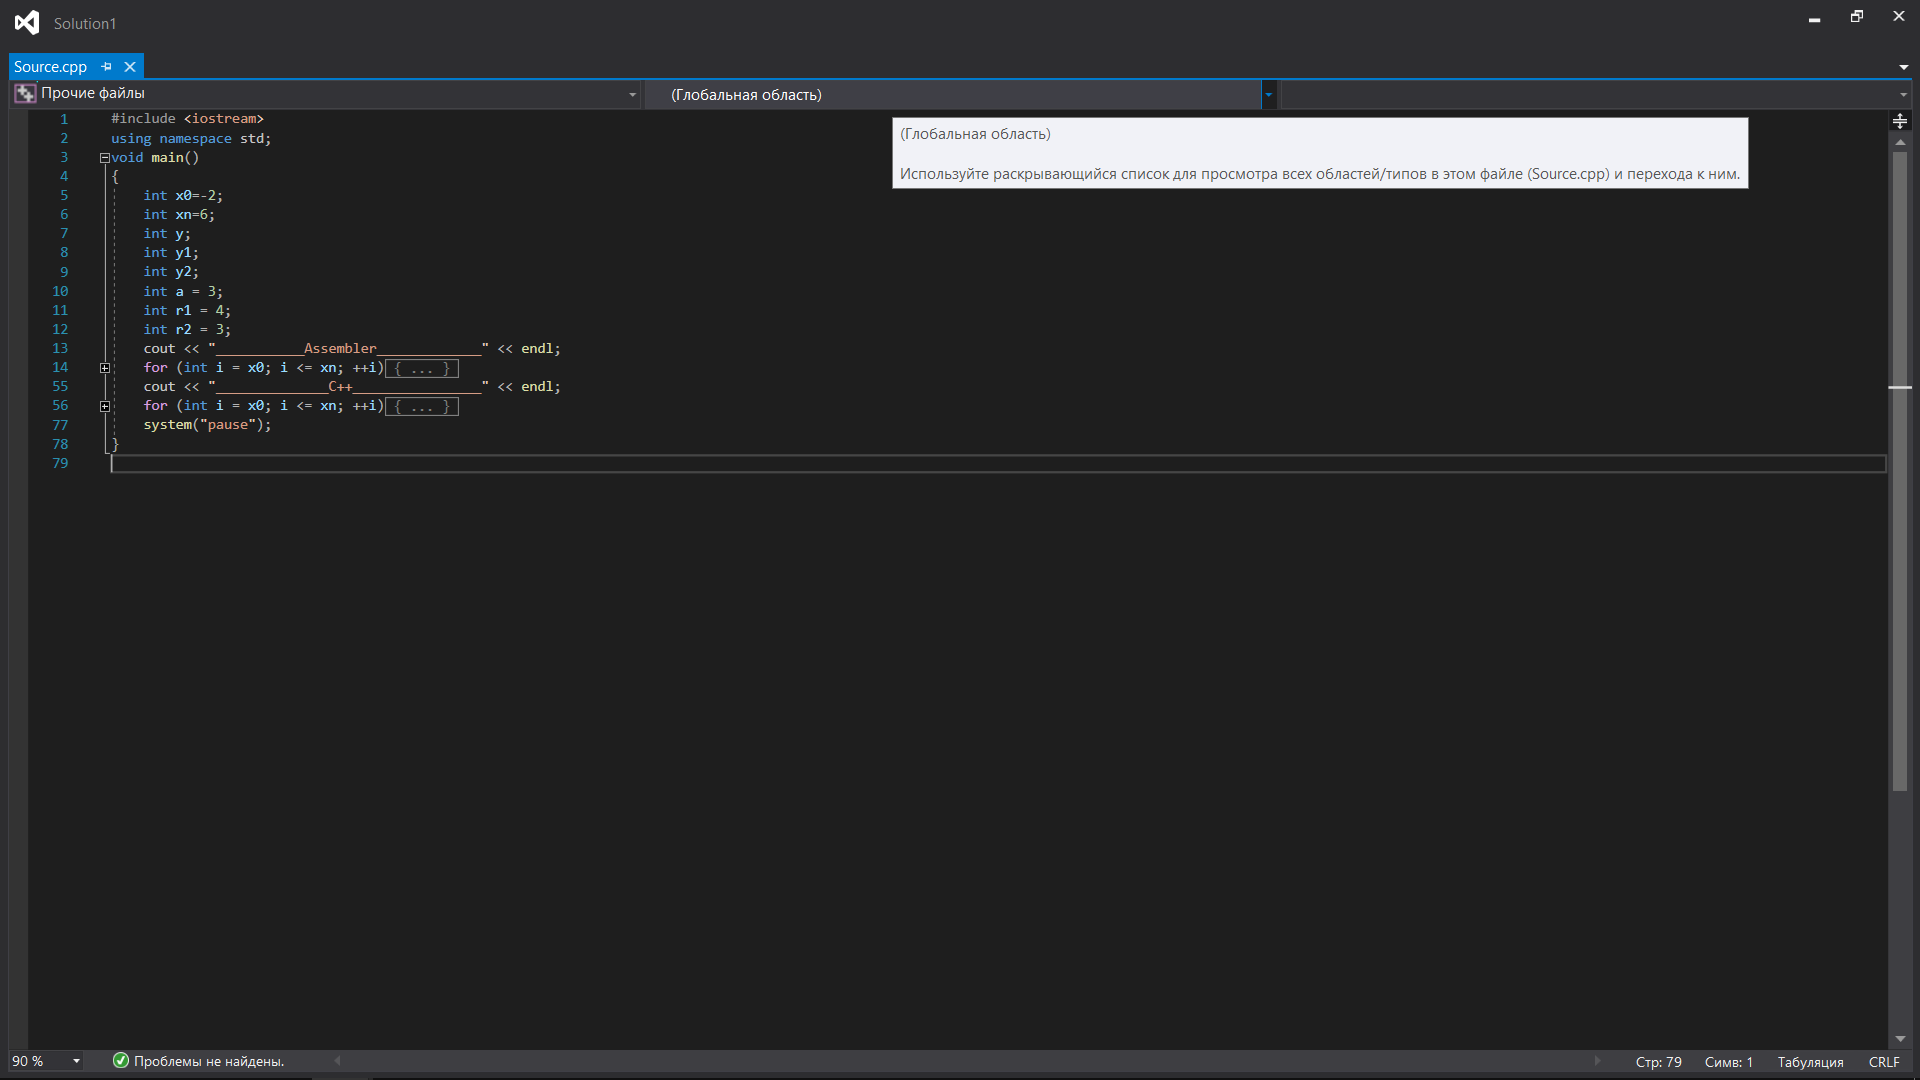 Solution1
Source.cpp
Прочие файлы
(Глобальная область)
(Глобальная область)
Используйте раскрывающийся список для просмотра всех областей/типов в этом файле (Source.cpp) и перехода к ним.
1 #include <iostream>
2 using namespace std;
3 void main()
4 {
5 int x0=-2;
6 int xn=6;
7 int y;
8 int y1;
9 int y2;
10 int a = 3;
11 int r1 = 4;
12 int r2 = 3;
13 cout << "___________Assembler_____________" << endl;
14 for (int i = x0; i <= xn; ++i){ ... }
55 cout << "______________C++________________" << endl;
56 for (int i = x0; i <= xn; ++i){ ... }
77 system("pause");
78 }
79
90 % Проблемы не найдены. Стр: 79 Симв: 1 Табуляция CRLF